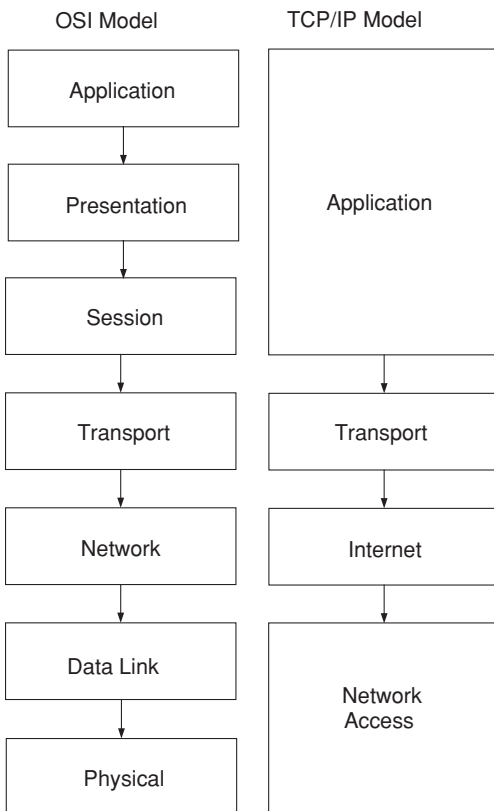 OSI Model
TCP/IP Model
Application
Presentation
Session
Transport
Network
Data Link
Physical
Application
Transport
Internet
Network
Access